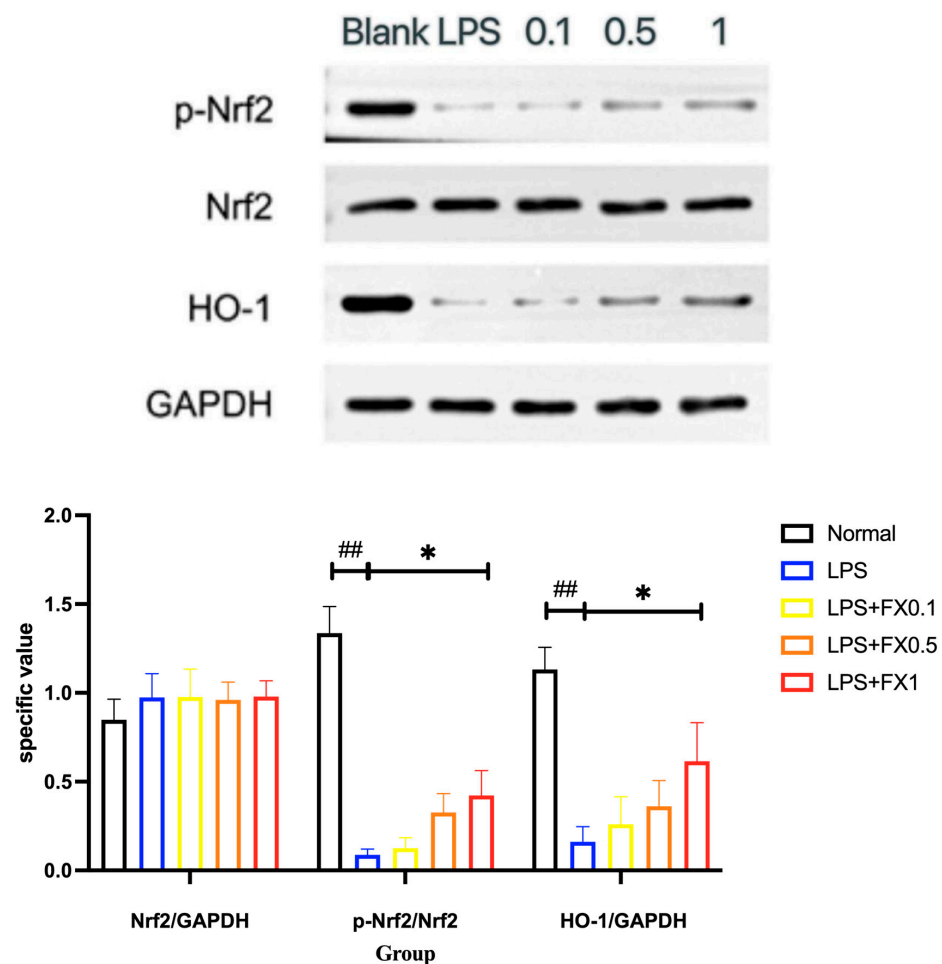 Blank LPS 0.1 0.5 1
p-Nrf2
Nrf2
HO-1
GAPDH
2.0
1.5
1.0
0.5
0.0
specific value
## *
## *
Nrf2/GAPDH p-Nrf2/Nrf2 HO-1/GAPDH
Group
Normal
LPS
LPS+FX0.1
LPS+FX0.5
LPS+FX1